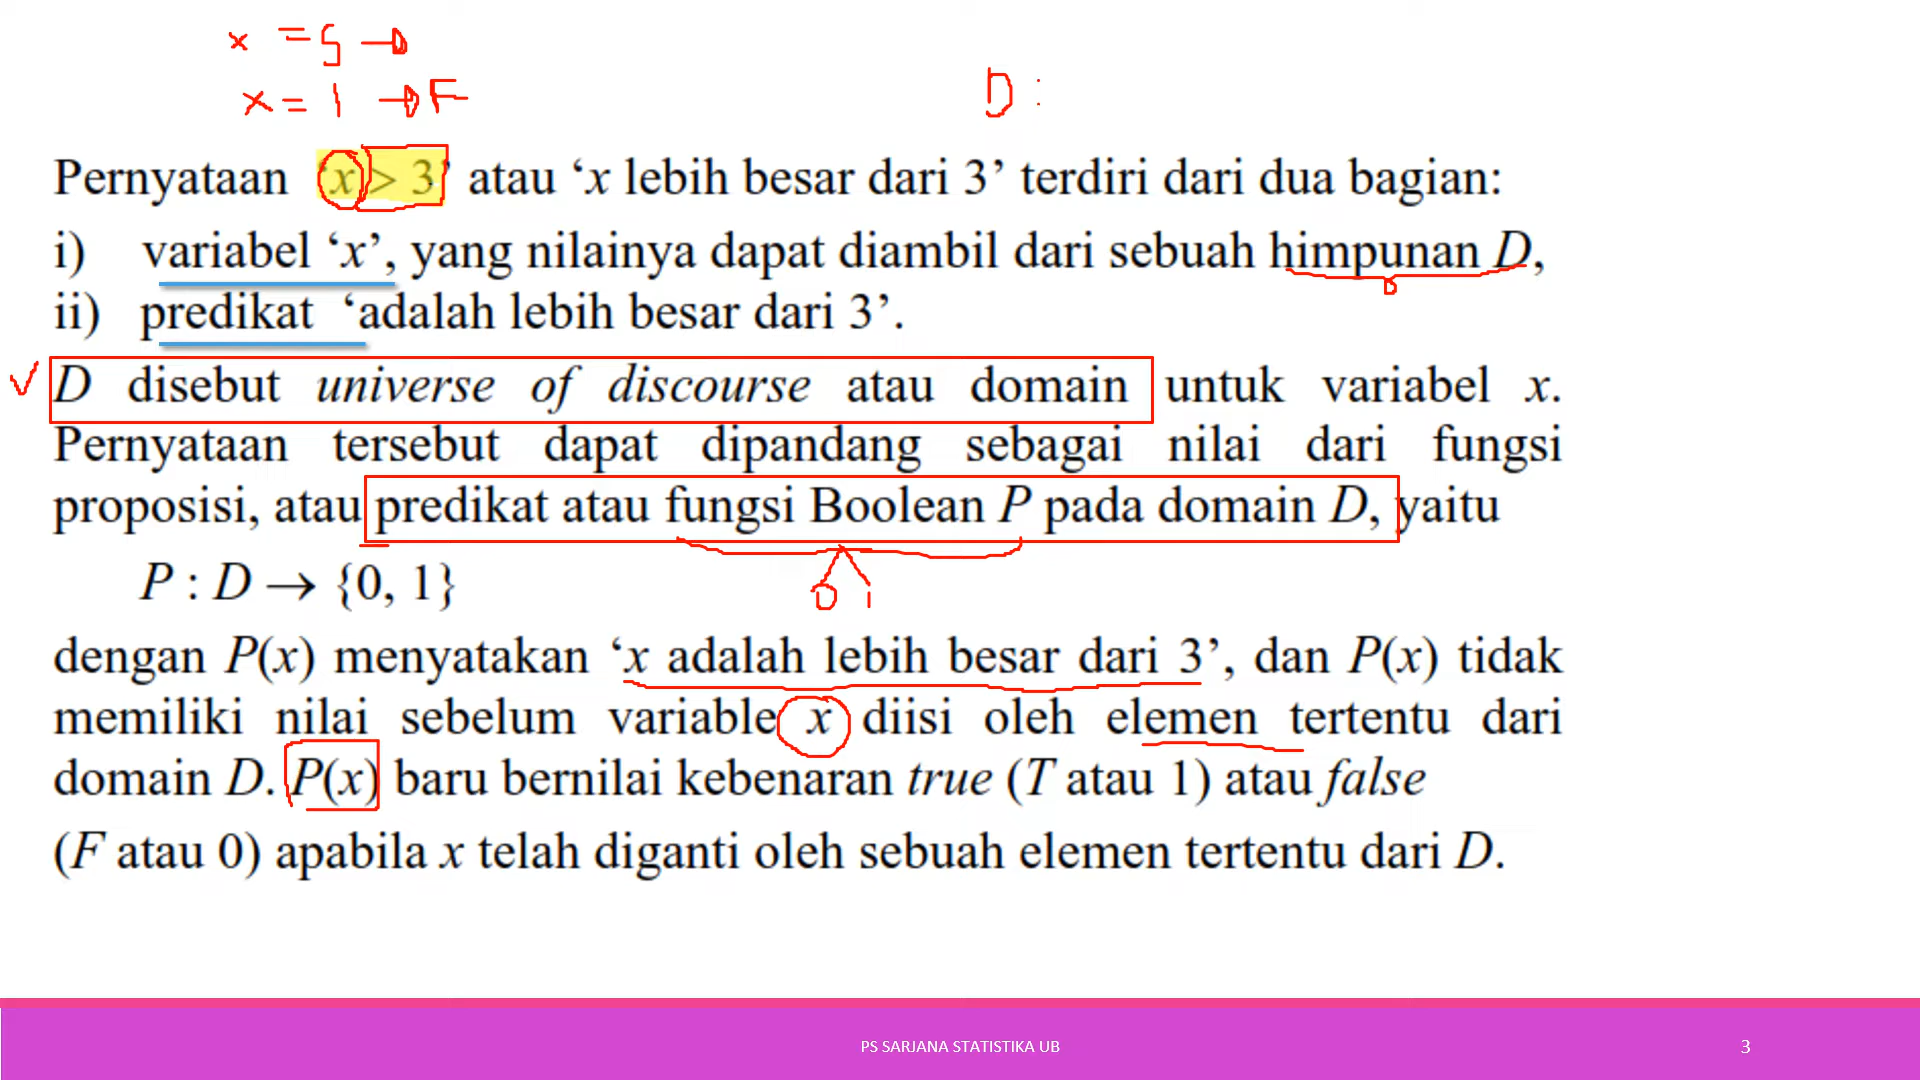 x = 5 →
x = 1 → F
D :
Pernyataan ‘x > 3’ atau ‘x lebih besar dari 3’ terdiri dari dua bagian:
i) variabel ‘x’, yang nilainya dapat diambil dari sebuah himpunan D,
ii) predikat ‘adalah lebih besar dari 3’.
D disebut universe of discourse atau domain untuk variabel x.
Pernyataan tersebut dapat dipandang sebagai nilai dari fungsi
proposisi, atau predikat atau fungsi Boolean P pada domain D, yaitu
P : D → {0, 1}
0 1
dengan P(x) menyatakan ‘x adalah lebih besar dari 3’, dan P(x) tidak
memiliki nilai sebelum variable x diisi oleh elemen tertentu dari
domain D. P(x) baru bernilai kebenaran true (T atau 1) atau false
(F atau 0) apabila x telah diganti oleh sebuah elemen tertentu dari D.
PS SARJANA STATISTIKA UB
3